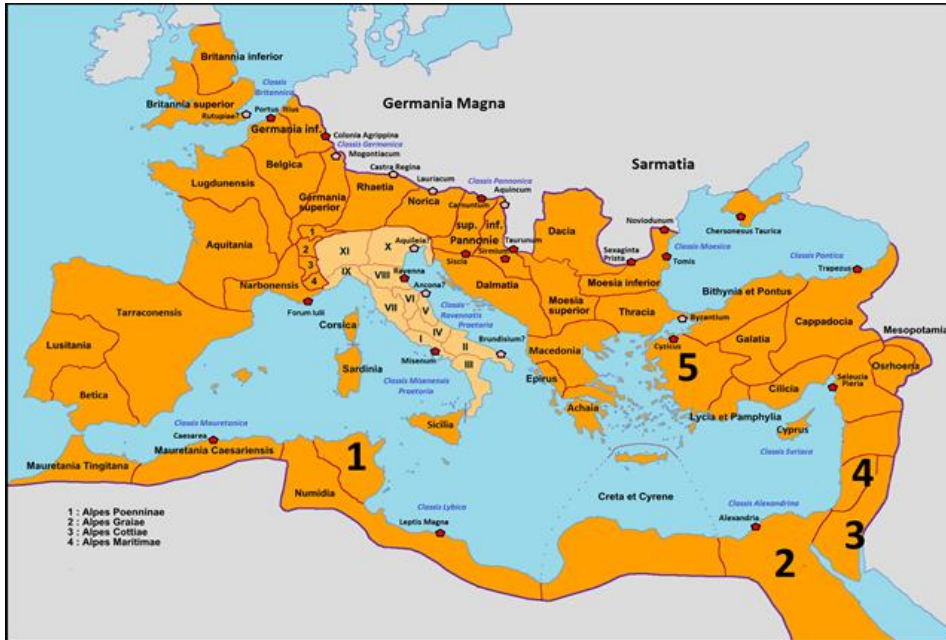 Britannia inferior
Classis
Britannica
Britannia superior
Rutupiae?
Portus Itius
Germania Magna
Germania inf.
Colonia Agrippina
Classis Germanica
Mogontiacum
Belgica
Castra Regina
Sarmatia
Lauriacum
Classis Pannonica
Aquincum
Lugdunensis
Germania
superior
Rhaetia
Norica
Carnuntum
sup.
inf.
Pannonie
Dacia
Noviodunum
Chersonesus Taurica
1
2
3
4
XI
X
Aquileia?
Taurunum
Sirmium
Siscia
Sexaginta
Prista
Classis Moesica
Tomis
Classis Pontica
Trapezus
Aquitania
IX
VIII
Ravenna
Dalmatia
Moesia inferior
Narbonensis
Ancona?
Bithynia et Pontus
Forum Iulii
VI
V
VII
Classis
Ravennatis
Praetoria
Moesia
superior
Thracia
Byzantium
Cappadocia
Mesopotamia
Tarraconensis
Corsica
IV
I
II
III
Brundisium?
Galatia
Cyzicus
5
Macedonia
Osrhoena
Lusitania
Misenum
Sardinia
Classis Misenensis
Praetoria
Epirus
Seleucia
Pieria
Cilicia
Betica
Achaia
Lycia et Pamphylia
Cyprus
Classis Mauretanica
Caesarea
Sicilia
Mauretania Caesariensis
Mauretania Tingitana
1
Classis Seriaca
4
Numidia
Creta et Cyrene
Classis Alexandrina
Classis Lybica
Leptis Magna
Alexandria
3
2
1 : Alpes Poenninae
2 : Alpes Graiae
3 : Alpes Cottiae
4 : Alpes Maritimae